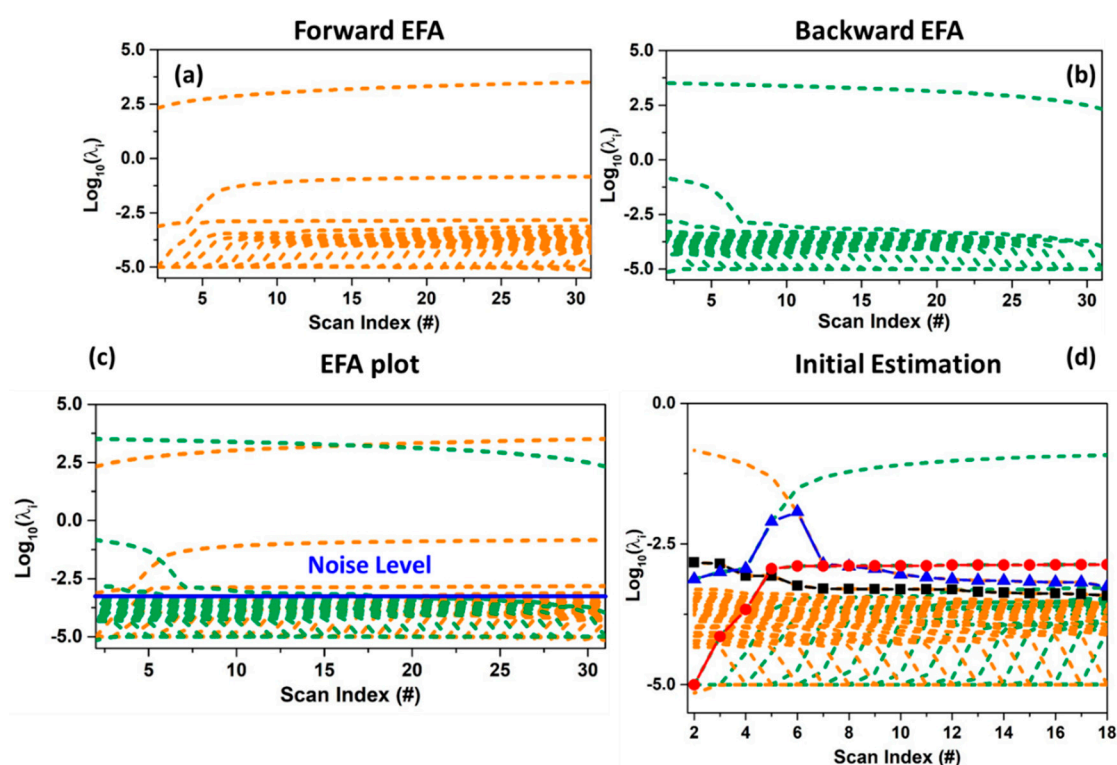 Forward EFA
(a)
5.0
2.5
0.0
-2.5
-5.0
Log10(λi)
5 10 15 20 25 30
Scan Index (#)
Backward EFA
(b)
5.0
2.5
0.0
-2.5
-5.0
Log10(λi)
5 10 15 20 25 30
Scan Index (#)
(c)
EFA plot
5.0
2.5
0.0
-2.5
-5.0
Log10(λi)
Noise Level
5 10 15 20 25 30
Scan Index (#)
Initial Estimation
(d)
0.0
-2.5
-5.0
Log10(λi)
2 4 6 8 10 12 14 16 18
Scan Index (#)